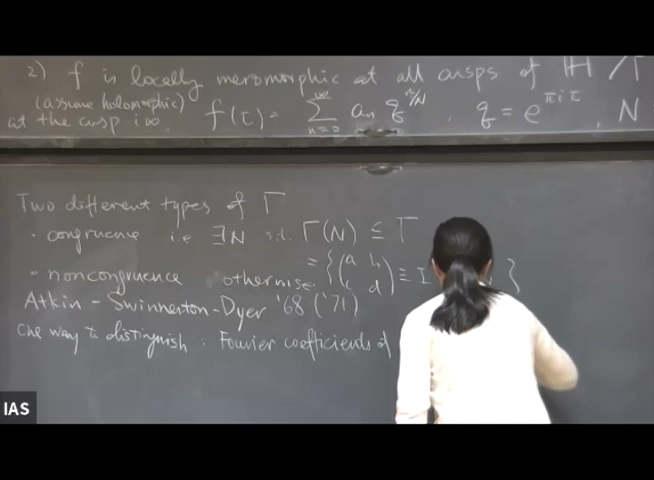 2) f is locally meromorphic at all cusps of ℍ / Γ
(assume holomorphic) at the cusp i∞. f(τ) = ∑_{n=0}^{∞} a_n q^{n/N} . q = e^{πiτ} , N
Two different types of Γ
· congruence i.e ∃N s.t. Γ(N) ≤ Γ
= {(a b c d) ≡ I }
· noncongruence otherwise
Atkin - Swinnerton-Dyer '68 ('71)
One way to distinguish : Fourier coefficients of
IAS